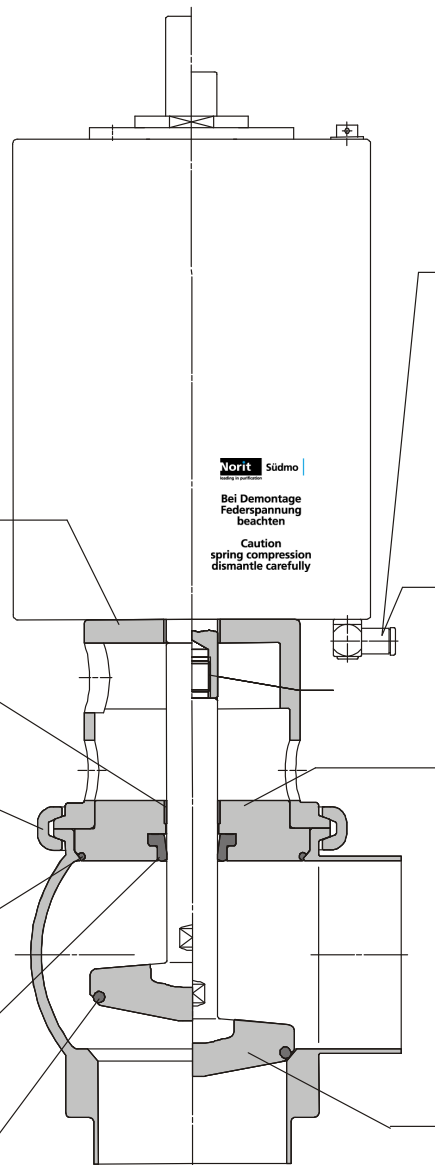 Norit Südmo
leading in purification
Bei Demontage
Federspannung
beachten
Caution
spring compression
dismantle carefully